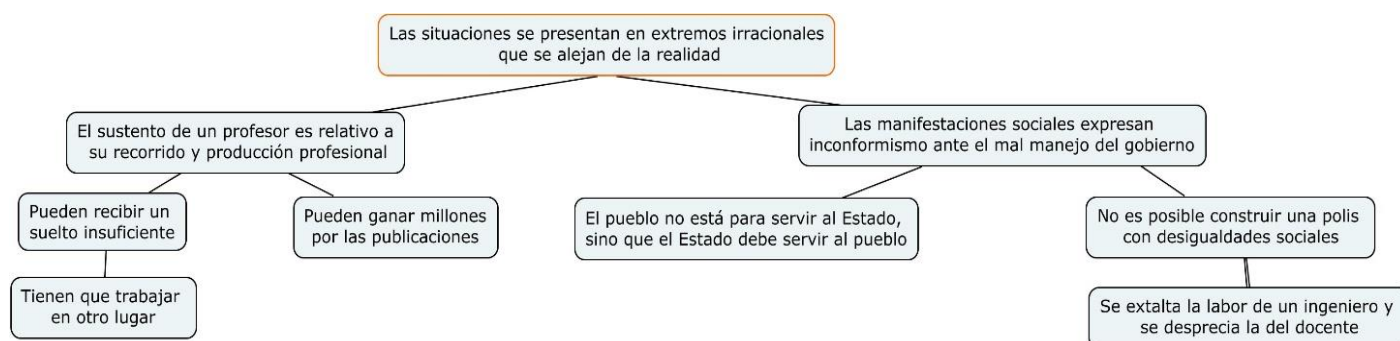 Las situaciones se presentan en extremos irracionales
que se alejan de la realidad
El sustento de un profesor es relativo a
su recorrido y producción profesional
Las manifestaciones sociales expresan
inconformismo ante el mal manejo del gobierno
Pueden recibir un
suelto insuficiente
Pueden ganar millones
por las publicaciones
El pueblo no está para servir al Estado,
sino que el Estado debe servir al pueblo
No es posible construir una polis
con desigualdades sociales
Tienen que trabajar
en otro lugar
Se extalta la labor de un ingeniero y
se desprecia la del docente